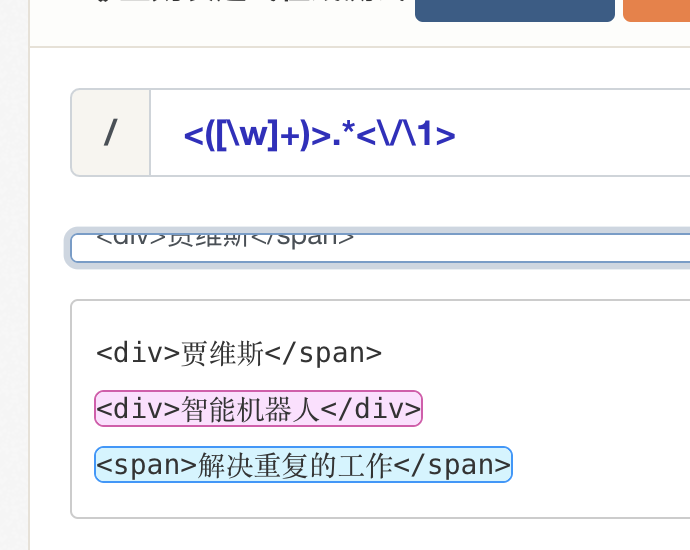 / <([\w]+)>.*<\/\1>
<div>贾维斯</span>
<div>贾维斯</span>
<div>智能机器人</div>
<span>解决重复的工作</span>